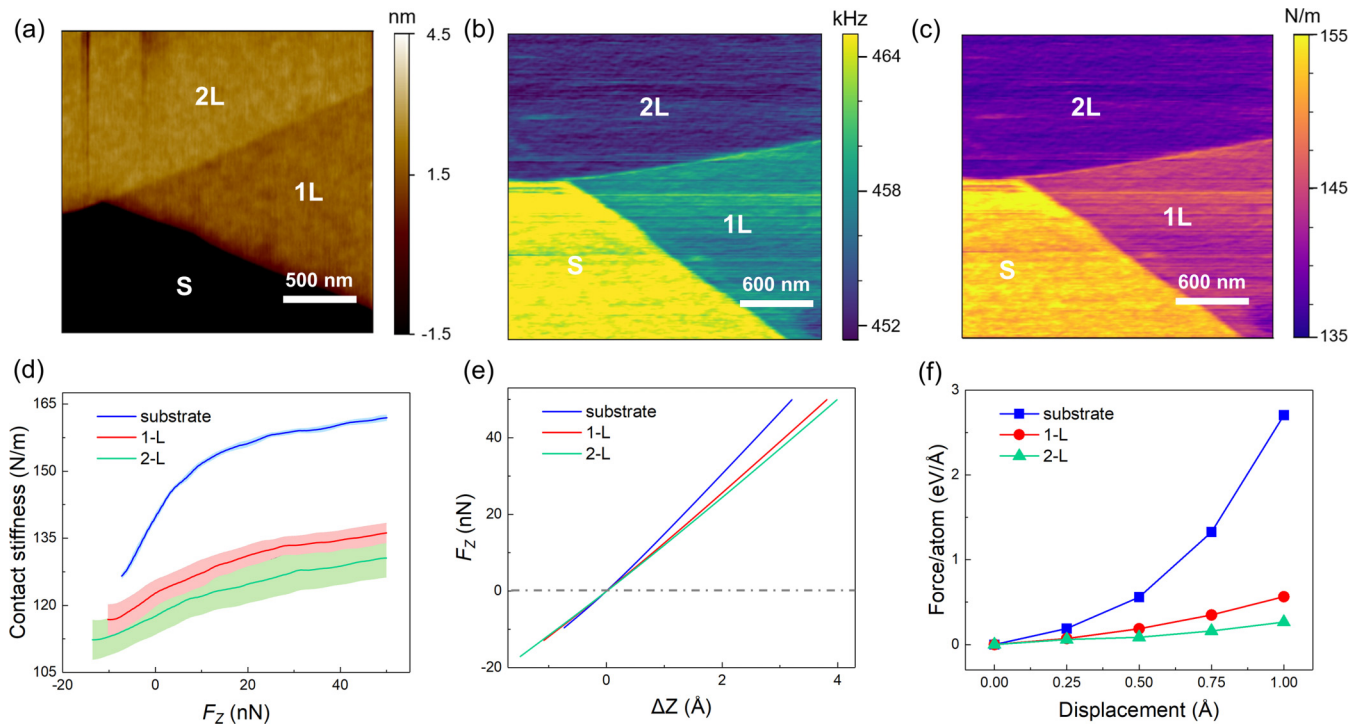 (a)
nm
4.5
1.5
-1.5
2L
1L
S
500 nm
(b)
kHz
464
458
452
2L
1L
S
600 nm
(c)
N/m
155
145
135
2L
1L
S
600 nm
(d)
substrate
1-L
2-L
165
150
135
120
105
-20
0
20
40
Contact stiffness (N/m)
F_Z (nN)
(e)
substrate
1-L
2-L
40
20
0
-20
0
2
4
F_Z (nN)
ΔZ (Å)
(f)
substrate
1-L
2-L
3
2
1
0
0.00
0.25
0.50
0.75
1.00
Force/atom (eV/Å)
Displacement (Å)